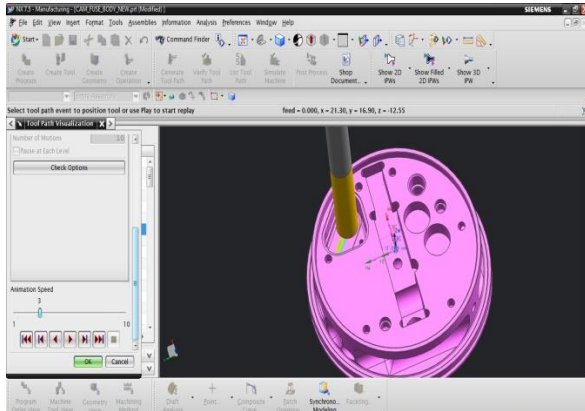 NX 7.5 - Manufacturing - [CAM_FUSE_BODY_NEW.prt (Modified)]
SIEMENS
File Edit View Insert Format Tools Assemblies Information Analysis Preferences Window Help
Start
Command Finder
Create Program
Create Tool
Create Geometry
Create Operation
Generate Tool Path
Verify Tool Path
List Tool Path
Simulate Machine
Post Process
Shop Document...
Show 2D IPWs
Show Filled 2D IPWs
Show 3D IPW
Select tool path event to position tool or use Play to start replay
feed = 0.000, x = 21.30, y = 16.90, z = -12.55
Tool Path Visualization
Number of Motions
10
Pause at Each Level
Check Options
Animation Speed
3
1
10
OK
Cancel
Program
Machine
Geometry
Machining
Draft
Point...
Composite
Synchrono...
Faceting...
Modeling